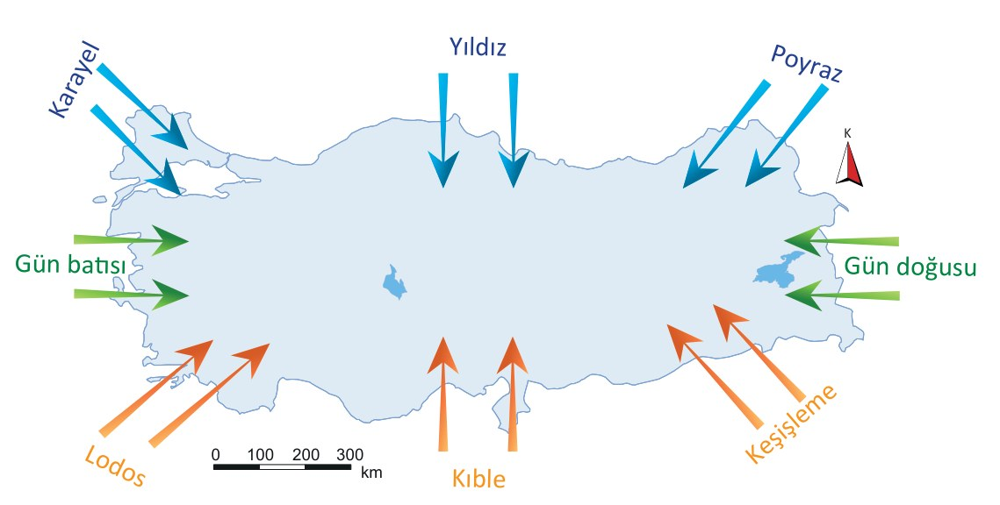 Yıldız
Karayel
Poyraz
K
Gün batısı
Gün doğusu
Lodos
Kıble
Keşişleme
0 100 200 300
km